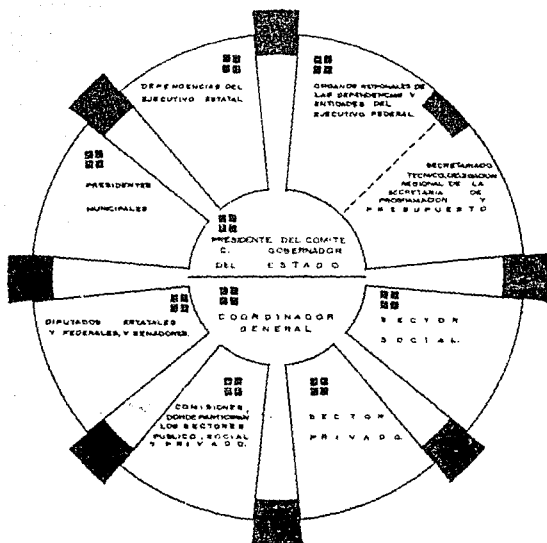 DEPENDENCIAS DEL
EJECUTIVO ESTATAL
ORGANOS REGIONALES DE
LAS DEPENDENCIAS Y
ENTIDADES DEL
EJECUTIVO FEDERAL
SECRETARIADO
TECNICO, DELEGACION
REGIONAL DE LA
SECRETARIA DE
PROGRAMACION Y
PRESUPUESTO
PRESIDENTES
MUNICIPALES
PRESIDENTE DEL COMITE
C. GOBERNADOR
DEL ESTADO
COORDINADOR
GENERAL
DIPUTADOS ESTATALES
Y FEDERALES, Y SENADORES.
SECTOR
SOCIAL.
COMISIONES,
DONDE PARTICIPAN
LOS SECTORES
PUBLICO, SOCIAL
Y PRIVADO.
SECTOR
PRIVADO.